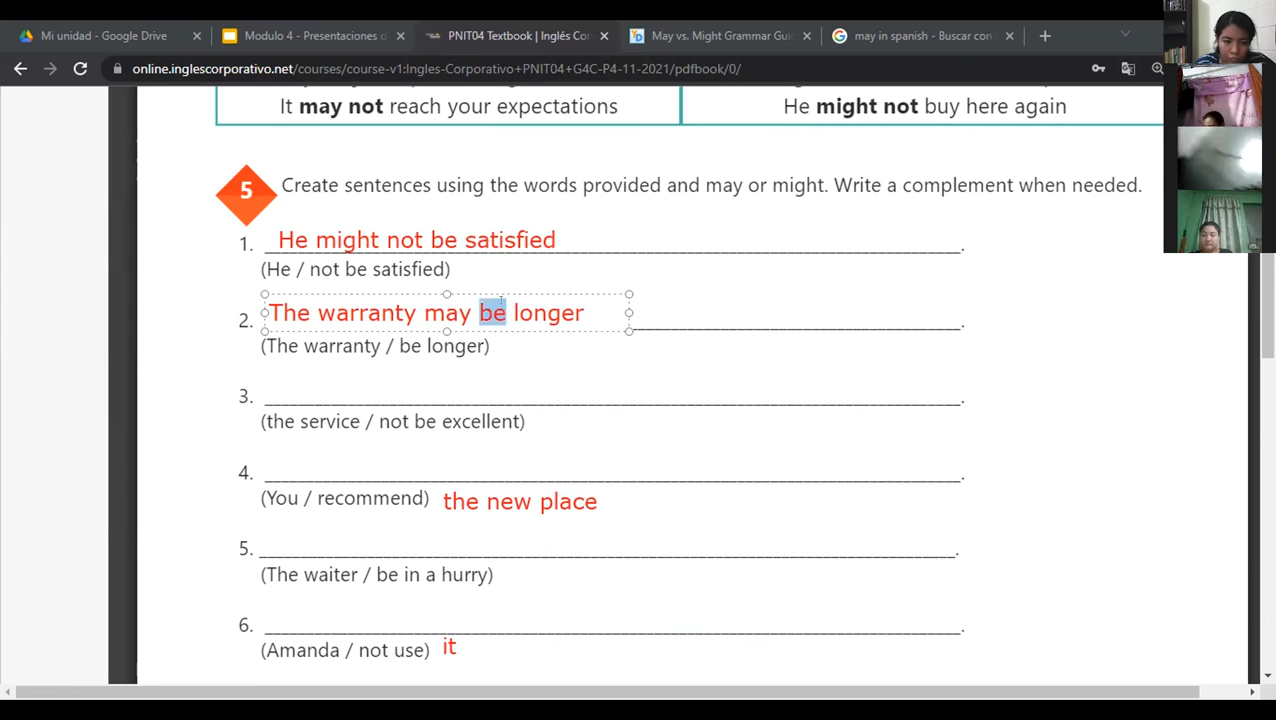 Mi unidad - Google Drive
Modulo 4 - Presentaciones d
PNIT04 Textbook | Inglés Cor
May vs. Might Grammar Gui
may in spanish - Buscar con
online.inglescorporativo.net/courses/course-v1:Ingles-Corporativo+PNIT04+G4C-P4-11-2021/pdfbook/0/
It may not reach your expectations
He might not buy here again
5
Create sentences using the words provided and may or might. Write a complement when needed.
1. He might not be satisfied.
(He / not be satisfied)
2. The warranty may be longer.
(The warranty / be longer)
3. .
(the service / not be excellent)
4. .
(You / recommend) the new place
5. .
(The waiter / be in a hurry)
6. .
(Amanda / not use) it